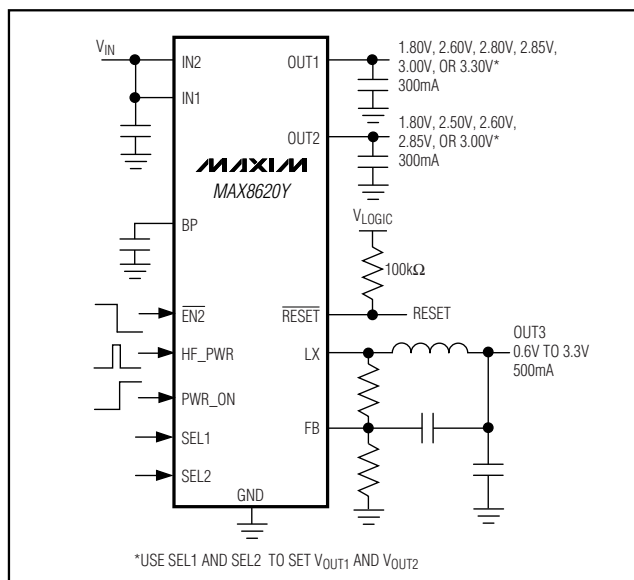 V_IN
IN2
IN1
BP
EN2
HF_PWR
PWR_ON
SEL1
SEL2
GND
MAXIM
MAX8620Y
OUT1
OUT2
RESET
LX
FB
1.80V, 2.60V, 2.80V, 2.85V,
3.00V, OR 3.30V*
300mA
1.80V, 2.50V, 2.60V,
2.85V, OR 3.00V*
300mA
V_LOGIC
100kΩ
RESET
OUT3
0.6V TO 3.3V
500mA
*USE SEL1 AND SEL2 TO SET V_OUT1 AND V_OUT2